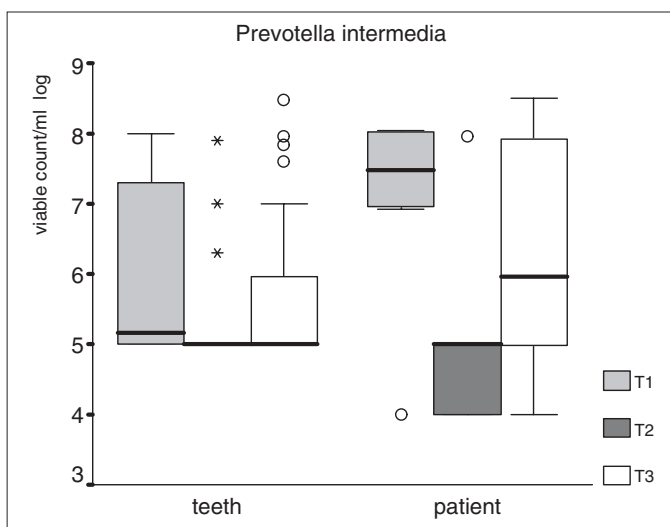 Prevotella intermedia
viable count/ml log
9
8
7
6
5
4
3
teeth patient
T1
T2
T3